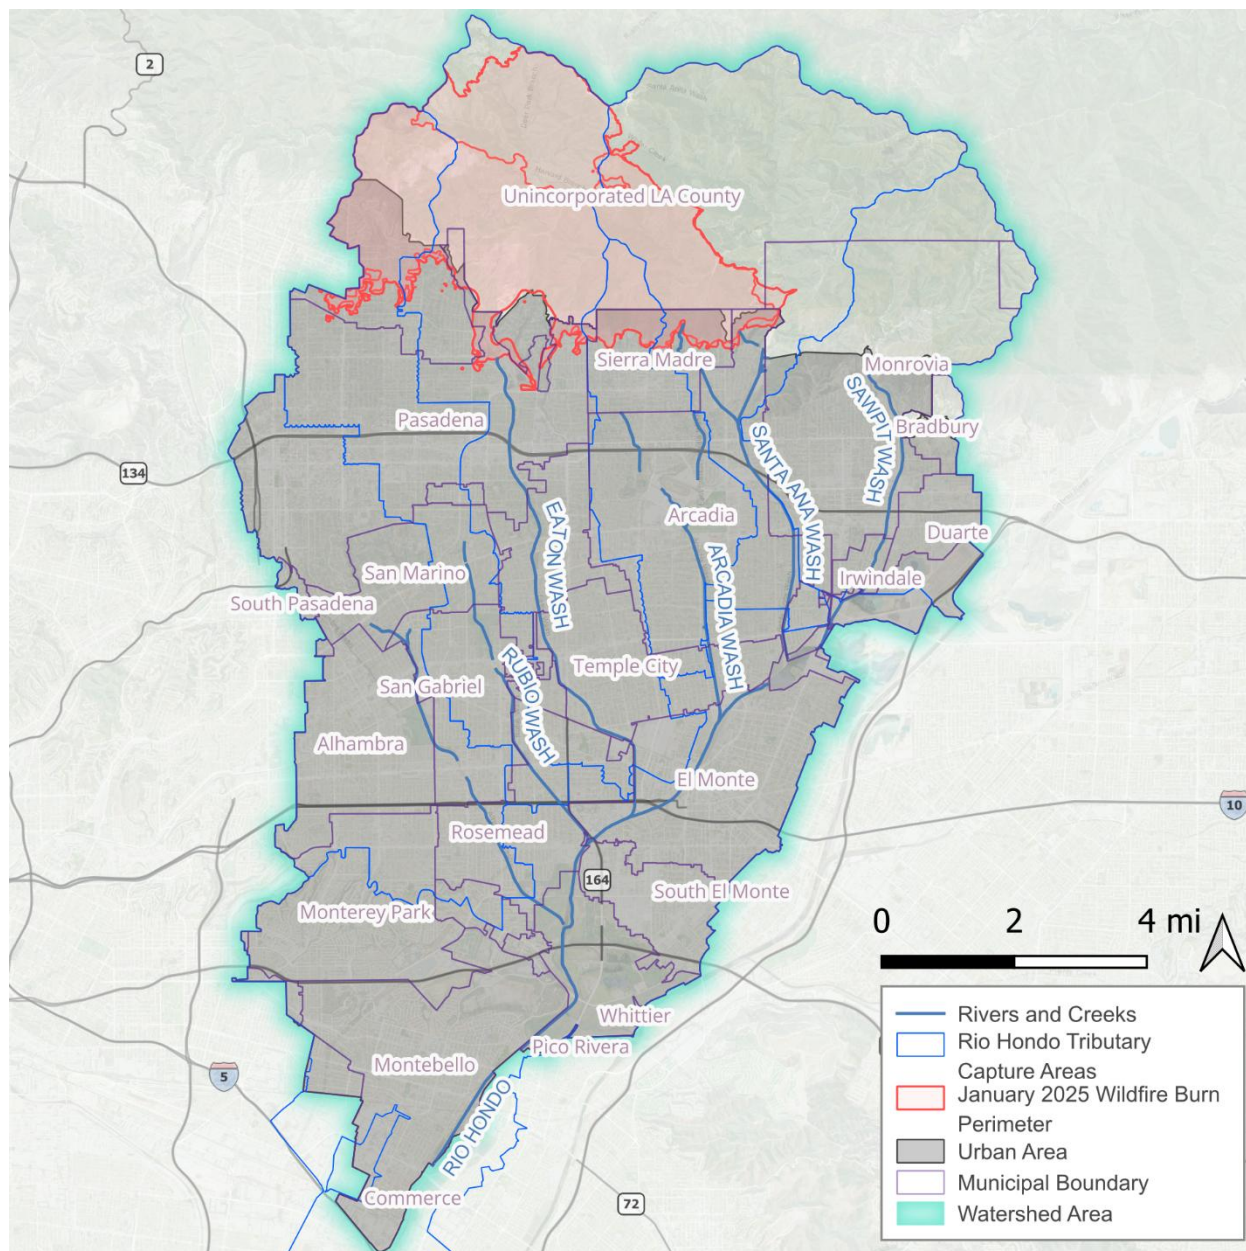 2
Unincorporated LA County
Sierra Madre
Monrovia
SAWPIT WASH
Bradbury
Pasadena
134
SANTA ANA WASH
EATON WASH
Arcadia
Duarte
ARCADIA WASH
San Marino
Irwindale
South Pasadena
Temple City
RUBIO WASH
San Gabriel
Alhambra
El Monte
10
Rosemead
164
South El Monte
Monterey Park
0 2 4 mi
Whittier
Pico Rivera
Montebello
5
RIO HONDO
Commerce
72
Rivers and Creeks
Rio Hondo Tributary
Capture Areas
January 2025 Wildfire Burn
Perimeter
Urban Area
Municipal Boundary
Watershed Area